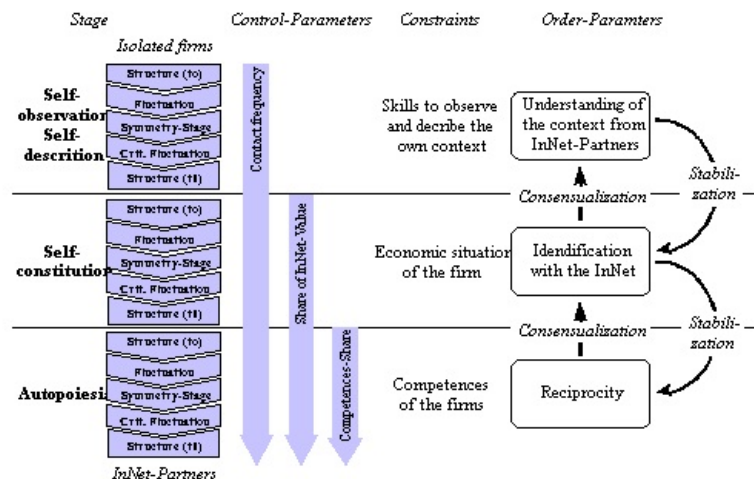 Stage
Control-Parameters
Constraints
Order-Paramters
Isolated firms
Self-
observation
Self-
descrition
Structure (to)
Fluctuation
Symmetry-Stage
Crit. Fluctuation
Structure (t1)
Contact frequency
Skills to observe
and decribe the
own context
Understanding of
the context from
InNet-Partners
Stabili-
zation
Consensualization
Self-
constitution
Structure (to)
Fluctuation
Symmetry-Stage
Crit. Fluctuation
Structure (t1)
Share of InNet-Value
Economic situation
of the firm
Idendification
with the InNet
Stabili-
zation
Consensualization
Autopoiesi
Structure (to)
Fluctuation
Symmetry-Stage
Crit. Fluctuation
Structure (t1)
Competences-Share
Competences
of the firms
Reciprocity
InNet-Partners